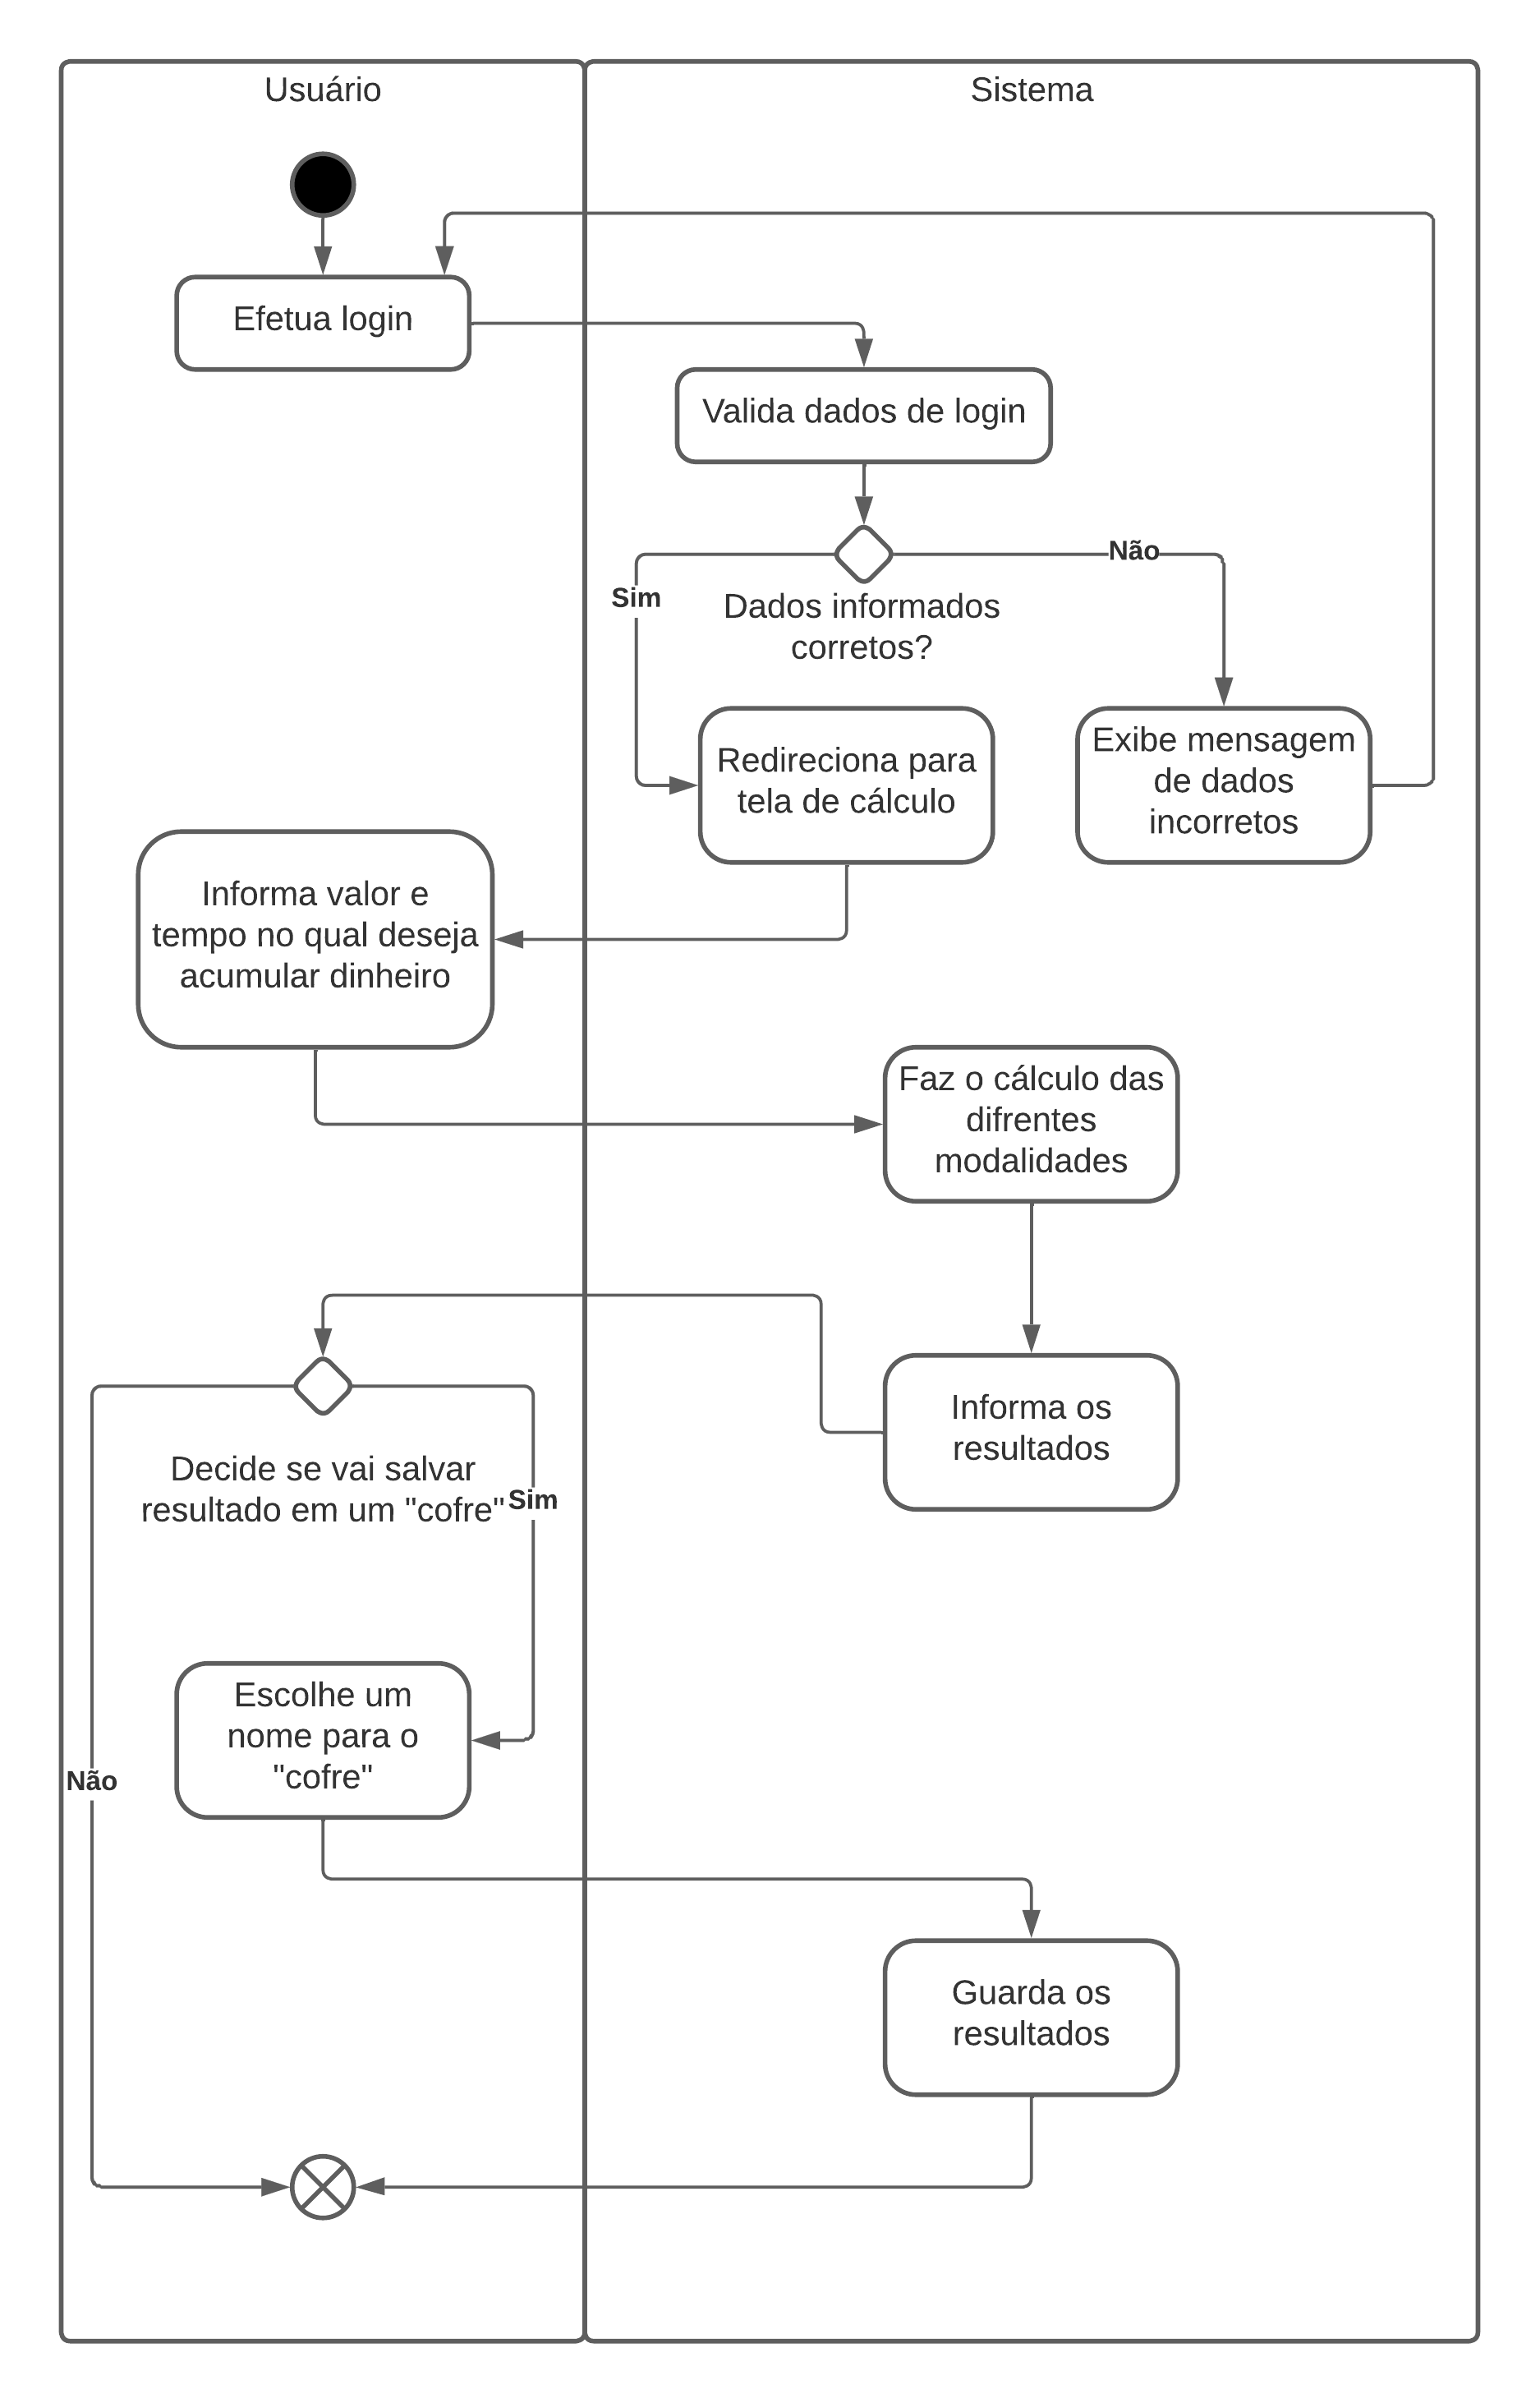 Usuário
Sistema
Efetua login
Valida dados de login
Não
Sim
Dados informados
corretos?
Redireciona para
tela de cálculo
Exibe mensagem
de dados
incorretos
Informa valor e
tempo no qual deseja
acumular dinheiro
Faz o cálculo das
difrentes
modalidades
Informa os
resultados
Decide se vai salvar
resultado em um "cofre"
Sim
Escolhe um
nome para o
"cofre"
Não
Guarda os
resultados